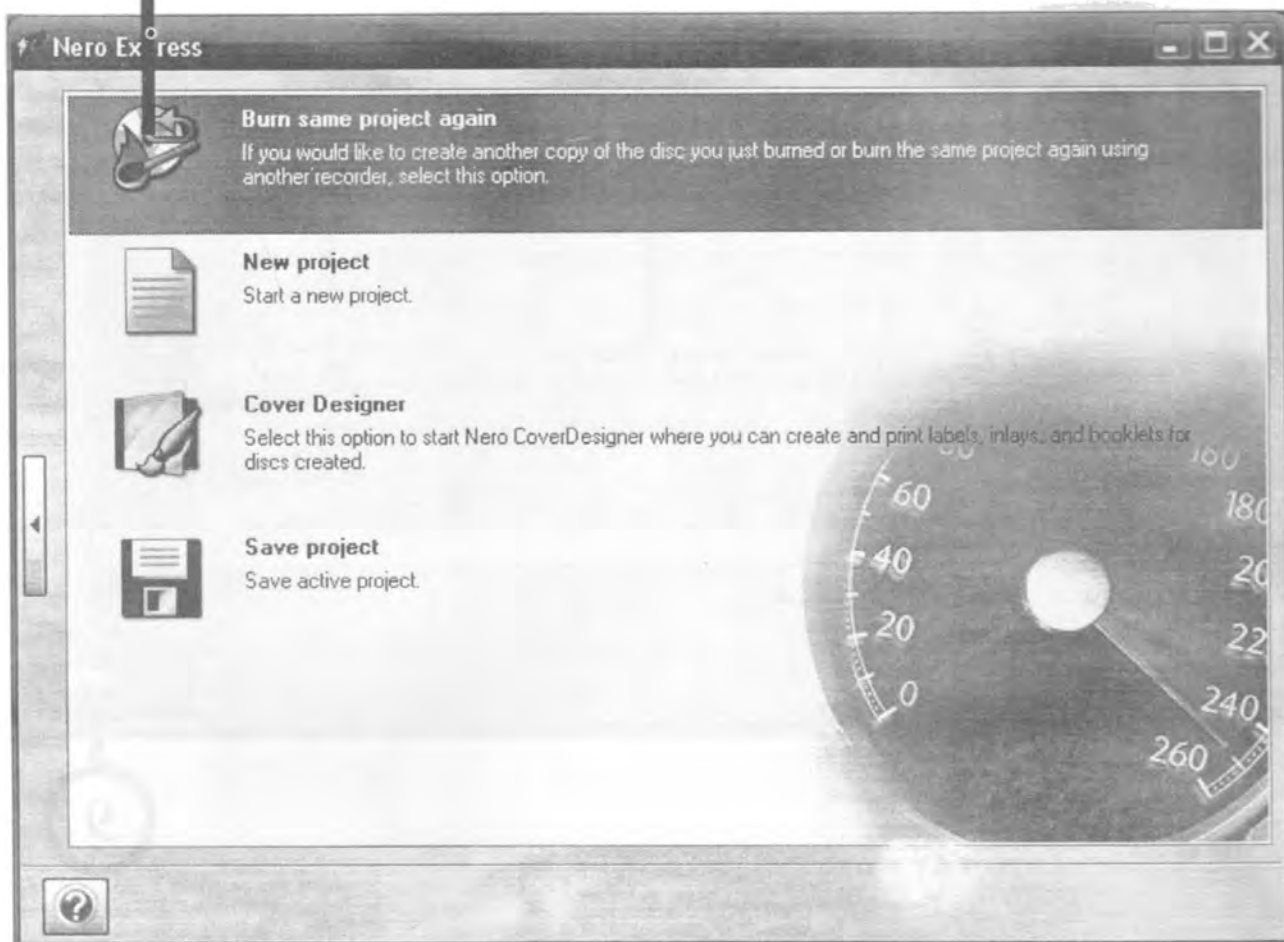 Nero Express
Burn same project again
If you would like to create another copy of the disc you just burned or burn the same project again using
another recorder, select this option.
New project
Start a new project.
Cover Designer
Select this option to start Nero CoverDesigner where you can create and print labels, inlays, and booklets for
discs created.
Save project
Save active project.
160
60
180
40
20
20
22
0
240
260
?